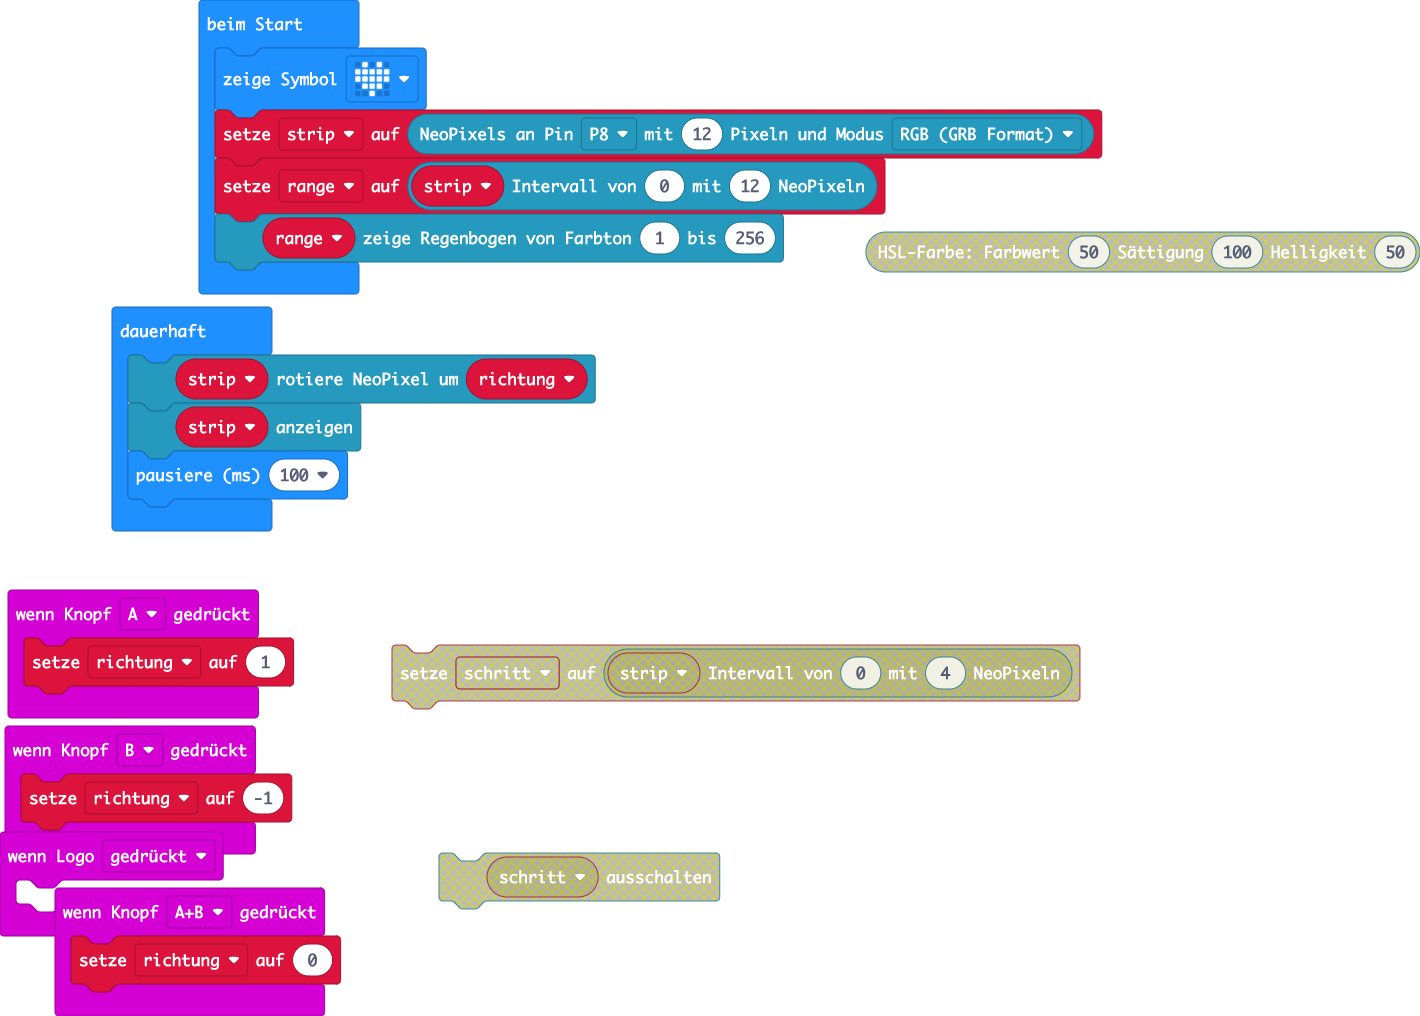 beim Start
zeige Symbol
setze strip auf NeoPixels an Pin P8 mit 12 Pixeln und Modus RGB (GRB Format)
setze range auf strip Intervall von 0 mit 12 NeoPixeln
range zeige Regenbogen von Farbton 1 bis 256
HSL-Farbe: Farbwert 50 Sättigung 100 Helligkeit 50
dauerhaft
strip rotiere NeoPixel um richtung
strip anzeigen
pausiere (ms) 100
wenn Knopf A gedrückt
setze richtung auf 1
setze schritt auf strip Intervall von 0 mit 4 NeoPixeln
wenn Knopf B gedrückt
setze richtung auf -1
wenn Logo gedrückt
schritt ausschalten
wenn Knopf A+B gedrückt
setze richtung auf 0